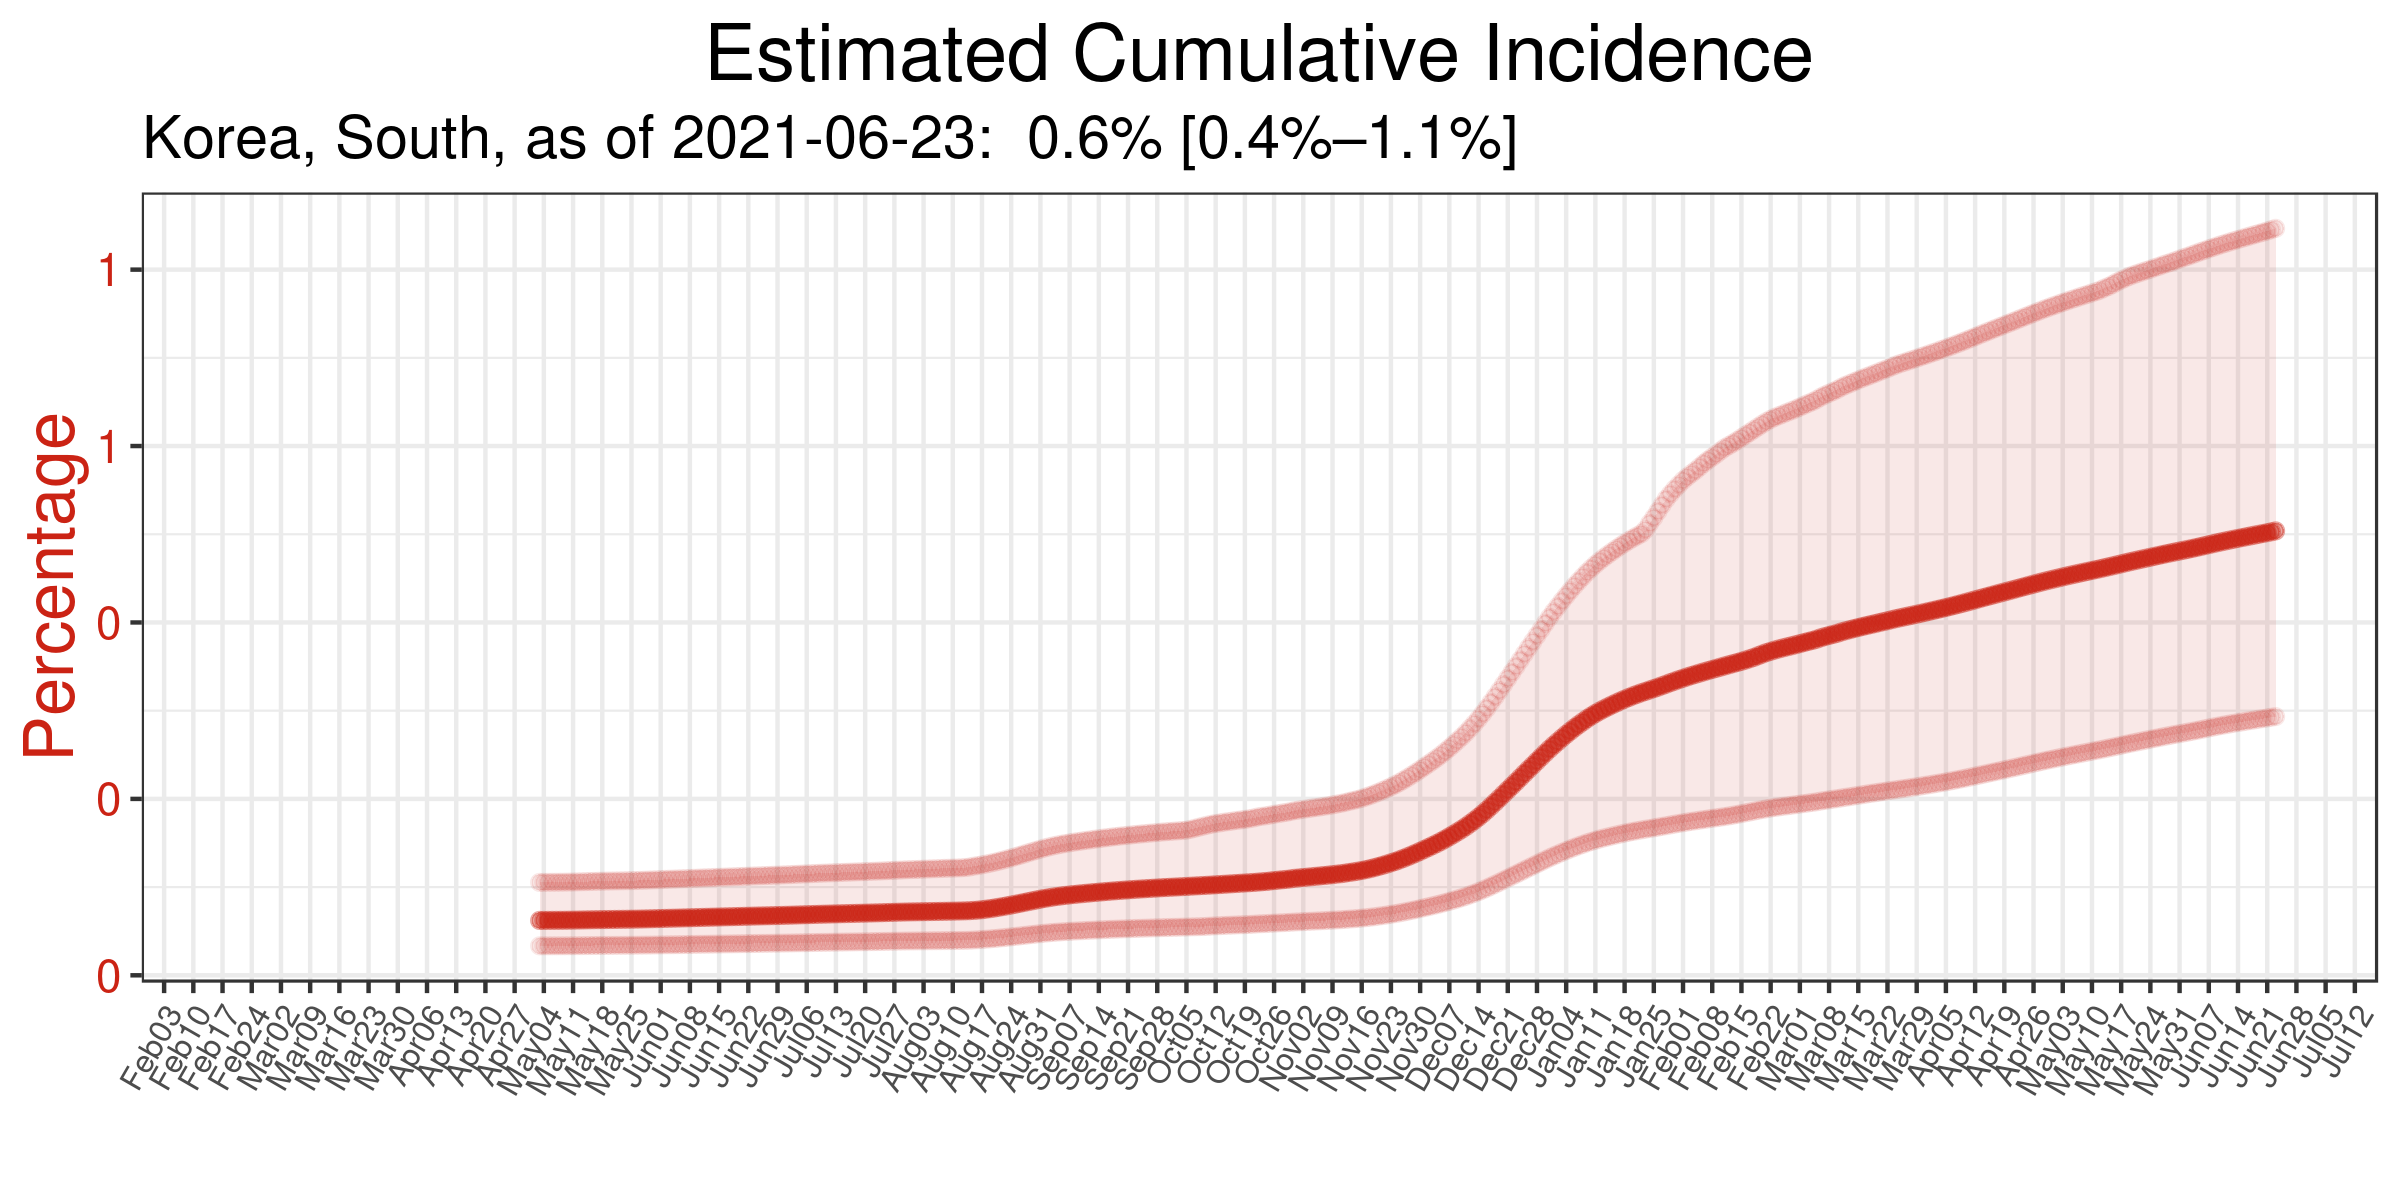 Estimated Cumulative Incidence
Korea, South, as of 2021-06-23:  0.6% [0.4%–1.1%]
Percentage
1
1
0
0
0
Feb03
Feb10
Feb17
Feb24
Mar02
Mar09
Mar16
Mar23
Mar30
Apr06
Apr13
Apr20
Apr27
May04
May11
May18
May25
Jun01
Jun08
Jun15
Jun22
Jun29
Jul06
Jul13
Jul20
Jul27
Aug03
Aug10
Aug17
Aug24
Aug31
Sep07
Sep14
Sep21
Sep28
Oct05
Oct12
Oct19
Oct26
Nov02
Nov09
Nov16
Nov23
Nov30
Dec07
Dec14
Dec21
Dec28
Jan04
Jan11
Jan18
Jan25
Feb01
Feb08
Feb15
Feb22
Mar01
Mar08
Mar15
Mar22
Mar29
Apr05
Apr12
Apr19
Apr26
May03
May10
May17
May24
May31
Jun07
Jun14
Jun21
Jun28
Jul05
Jul12